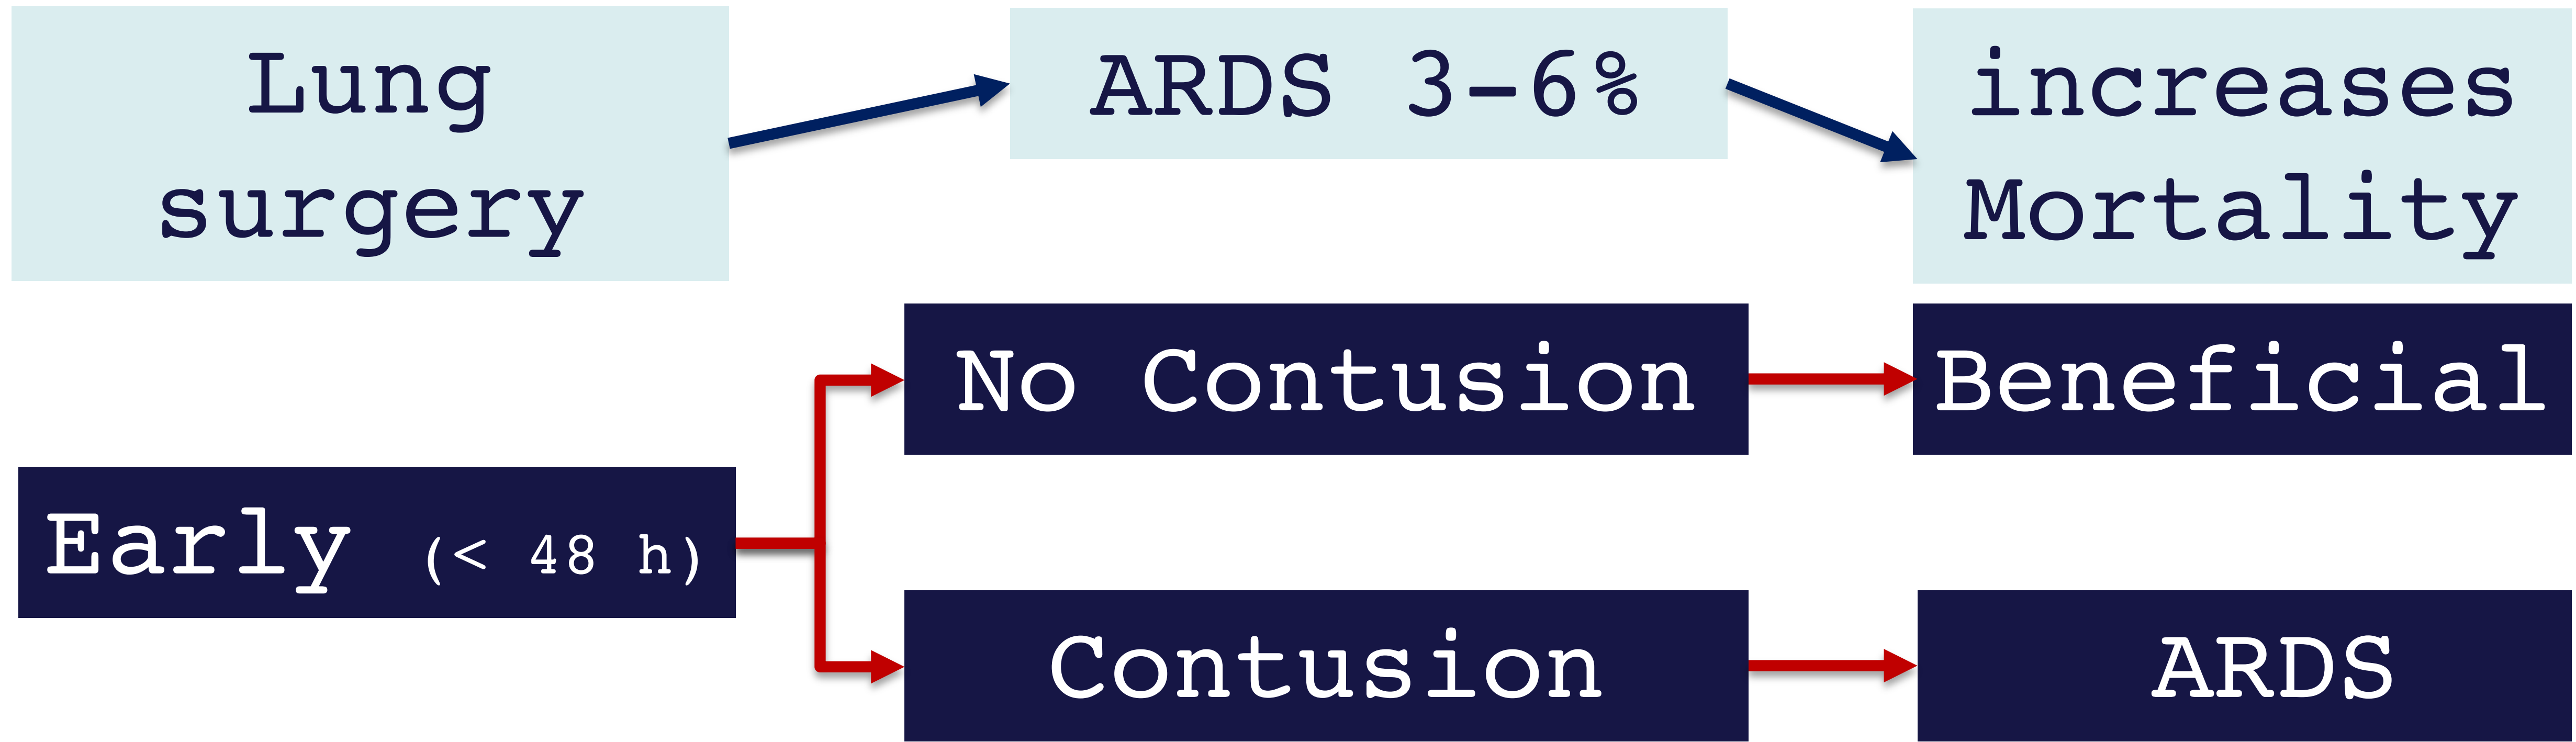 Lung
surgery
ARDS 3-6%
increases
Mortality
No Contusion
Beneficial
Early (< 48 h)
Contusion
ARDS